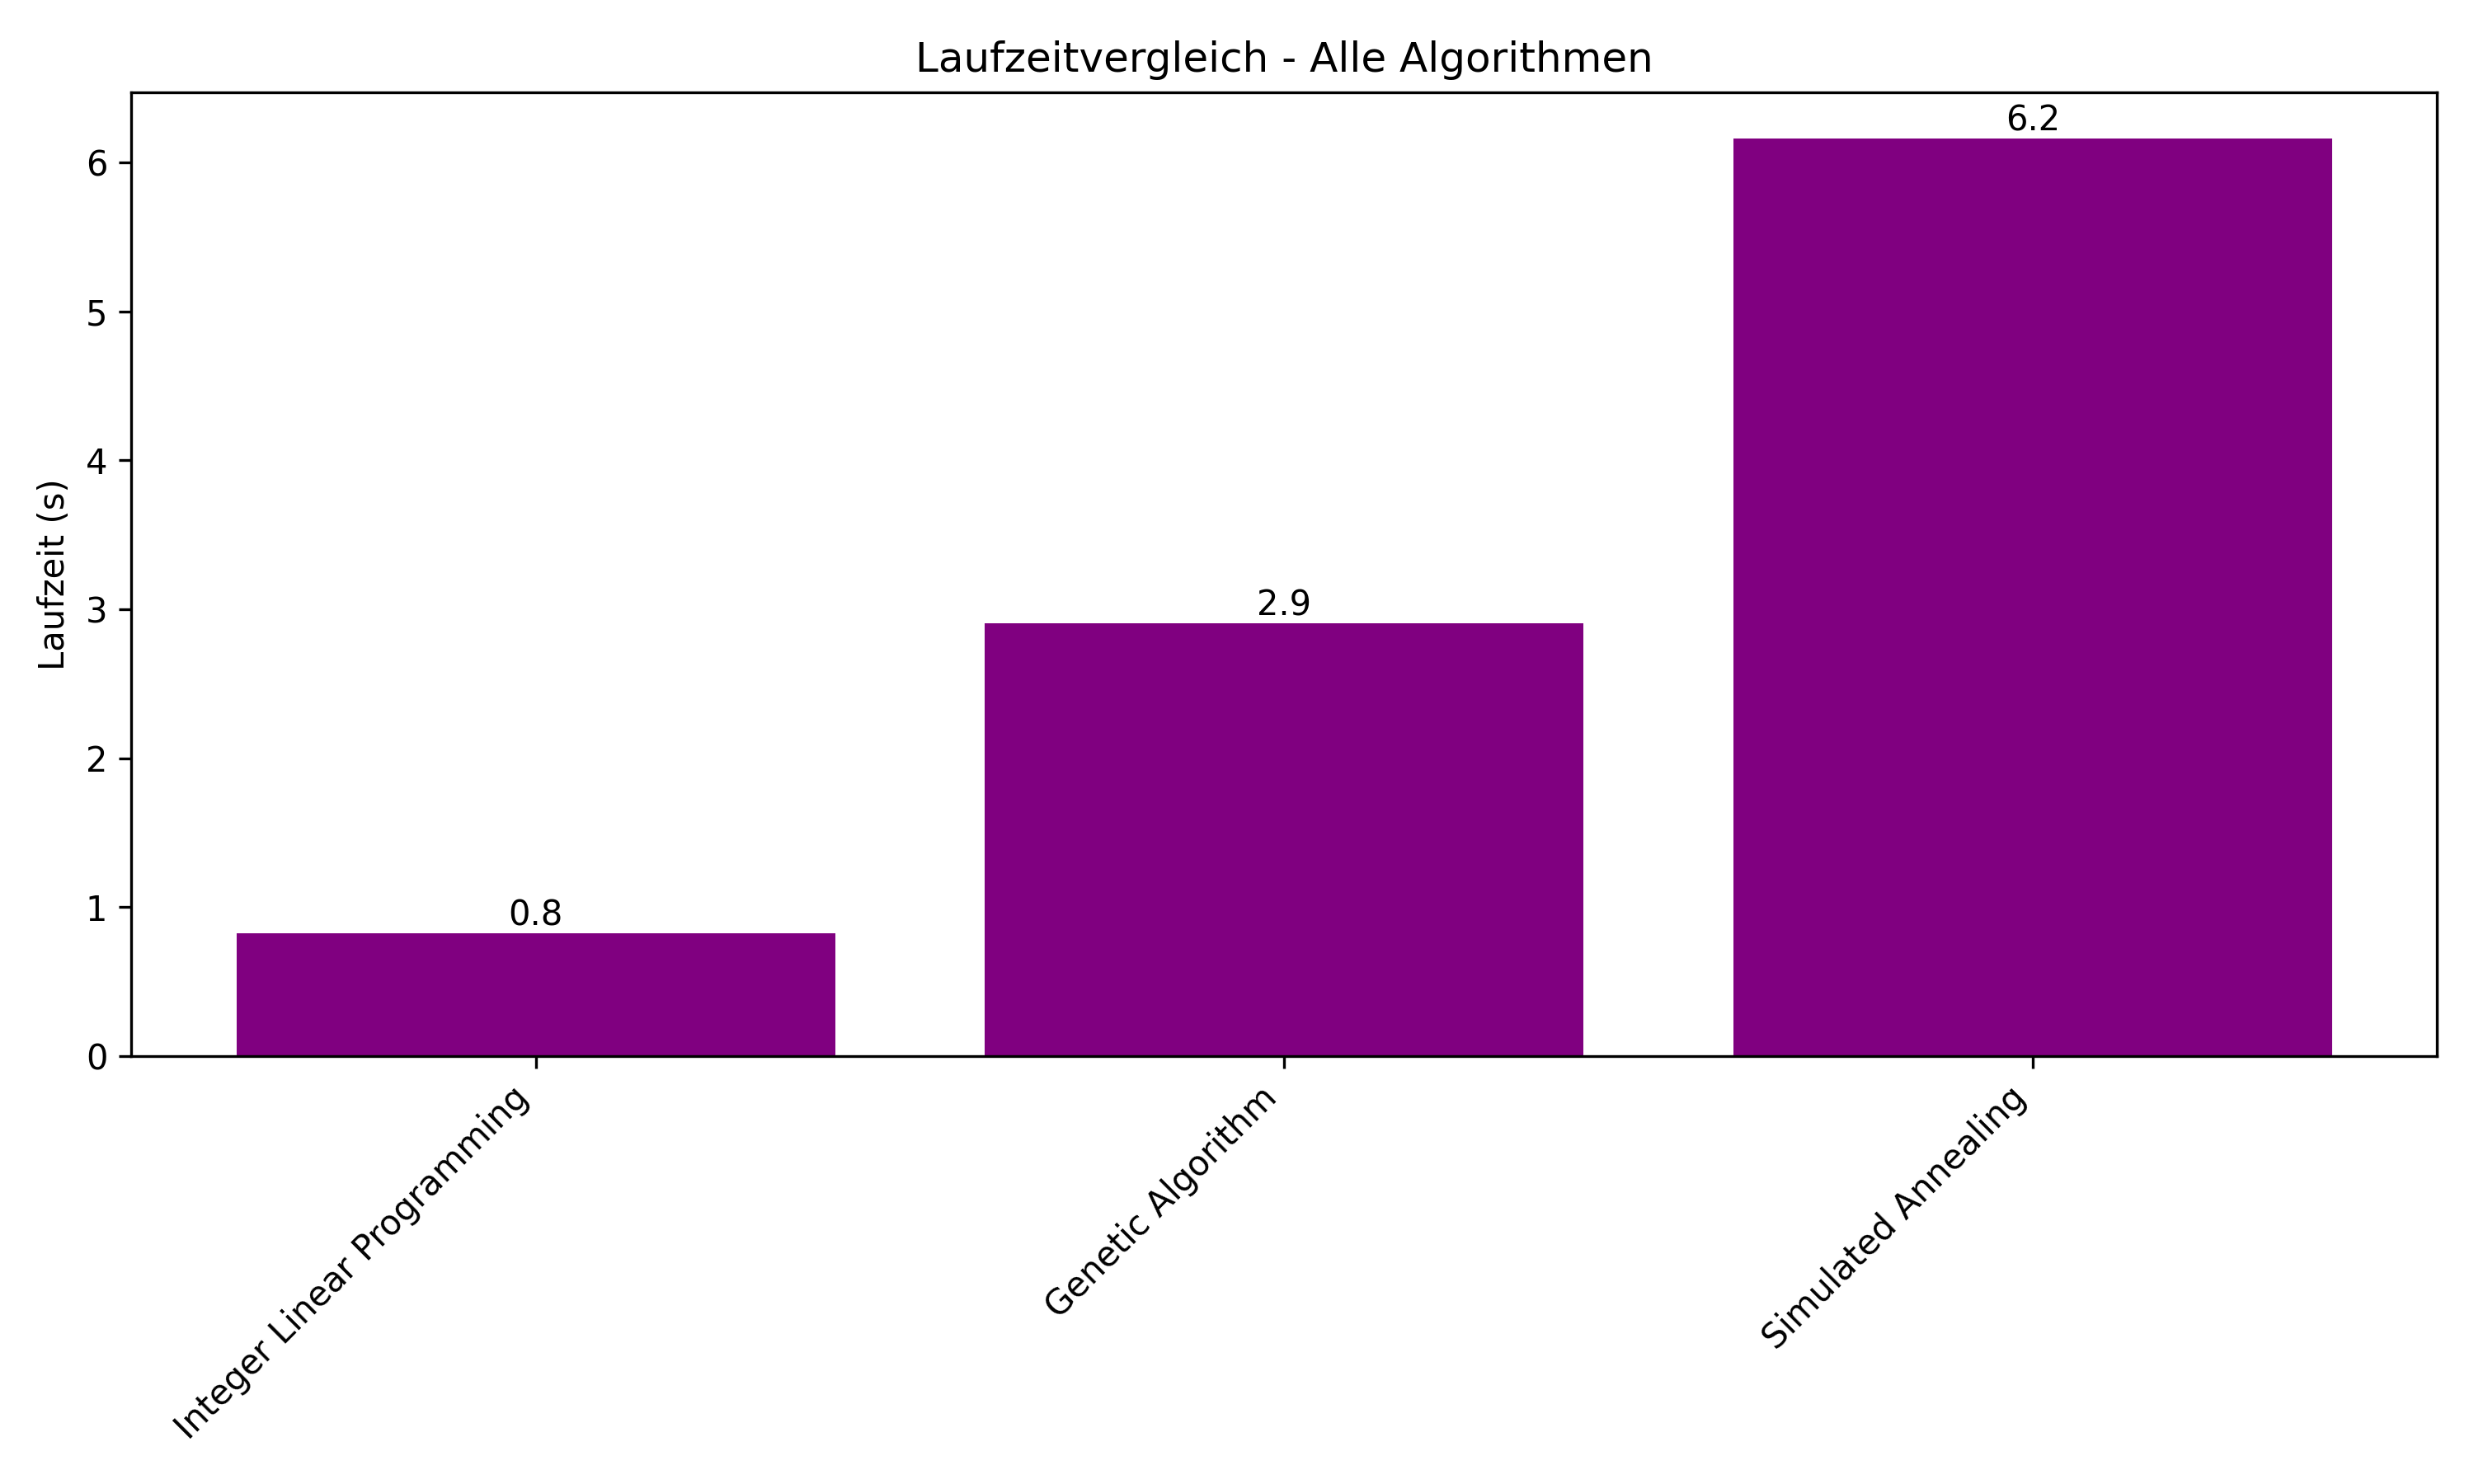 Laufzeitvergleich - Alle Algorithmen
Laufzeit (s)
6
5
4
3
2
1
0
0.8
2.9
6.2
Integer Linear Programming
Genetic Algorithm
Simulated Annealing